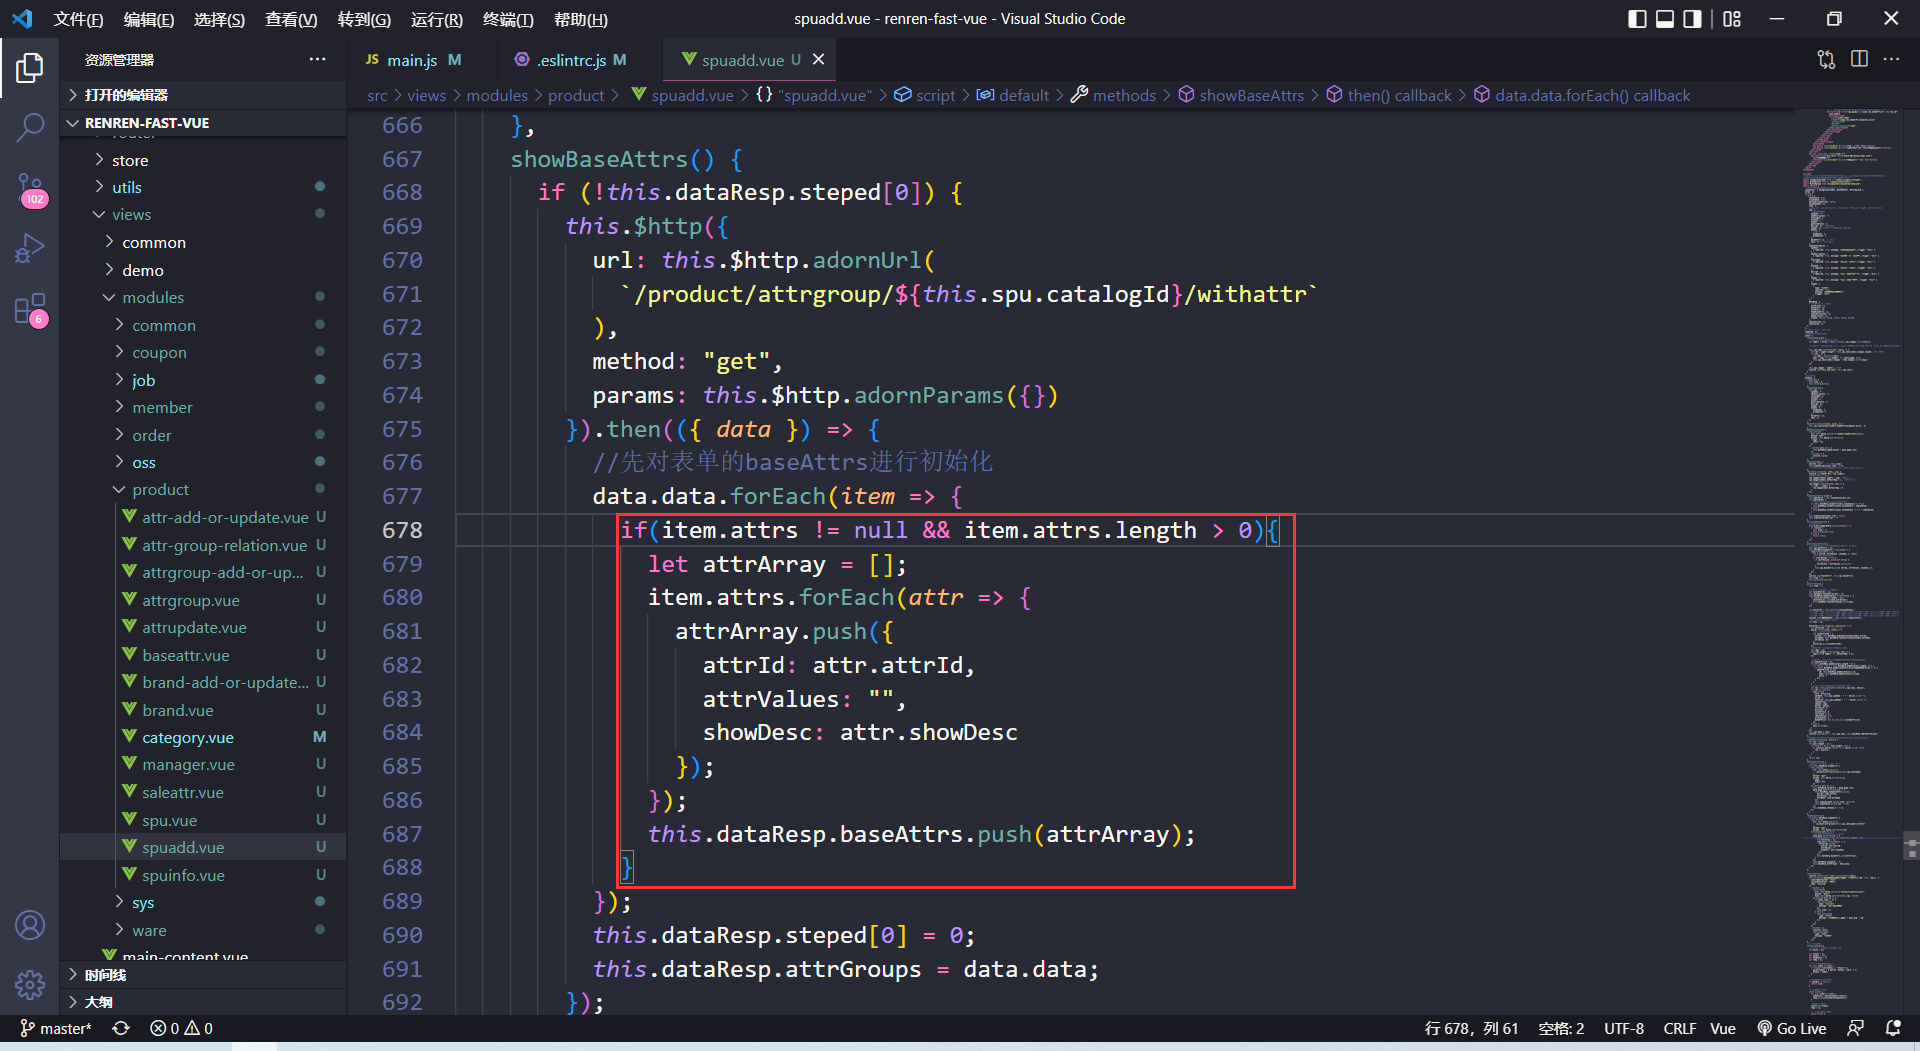 文件(F) 编辑(E) 选择(S) 查看(V) 转到(G) 运行(R) 终端(T) 帮助(H) spuadd.vue - renren-fast-vue - Visual Studio Code
资源管理器 ···
JS main.js M .eslintrc.js M spuadd.vue U ×
打开的编辑器
src > views > modules > product > spuadd.vue > {} "spuadd.vue" > script > default > methods > showBaseAttrs > then() callback > data.data.forEach() callback
RENREN-FAST-VUE
router
store
utils
views
common
demo
modules
common
coupon
job
member
order
oss
product
attr-add-or-update.vue U
attr-group-relation.vue U
attrgroup-add-or-up... U
attrgroup.vue U
attrupdate.vue U
baseattr.vue U
brand-add-or-update... U
brand.vue U
category.vue M
manager.vue U
saleattr.vue U
spu.vue U
spuadd.vue U
spuinfo.vue U
sys
ware
main-content.vue
时间线
大纲
102
6
666 },
667 showBaseAttrs() {
668 if (!this.dataResp.steped[0]) {
669 this.$http({
670 url: this.$http.adornUrl(
671 `/product/attrgroup/${this.spu.catalogId}/withattr`
672 ),
673 method: "get",
674 params: this.$http.adornParams({})
675 }).then(({ data }) => {
676 //先对表单的baseAttrs进行初始化
677 data.data.forEach(item => {
678 if(item.attrs != null && item.attrs.length > 0){
679 let attrArray = [];
680 item.attrs.forEach(attr => {
681 attrArray.push({
682 attrId: attr.attrId,
683 attrValues: "",
684 showDesc: attr.showDesc
685 });
686 });
687 this.dataResp.baseAttrs.push(attrArray);
688 }
689 });
690 this.dataResp.steped[0] = 0;
691 this.dataResp.attrGroups = data.data;
692 });
master* 0 0 行 678，列 61 空格: 2 UTF-8 CRLF Vue Go Live